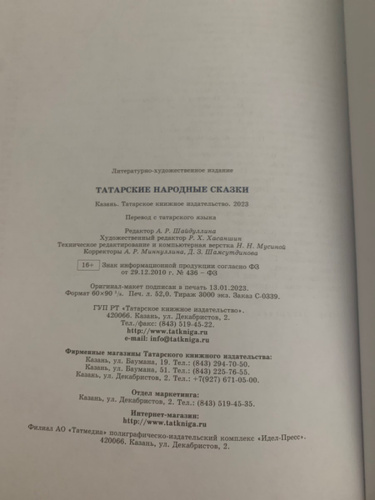 Литературно-художественное издание
ТАТАРСКИЕ НАРОДНЫЕ СКАЗКИ
Казань. Татарское книжное издательство. 2023
Перевод с татарского языка
Редактор А. Р. Шайдуллина
Художественный редактор Р. Х. Хасаншин
Техническое редактирование и компьютерная верстка Н. Н. Мусиной
Корректоры А. Р. Миннуллина, Д. З. Шамсутдинова
16+ Знак информационной продукции согласно ФЗ
от 29.12.2010 г. № 436 - ФЗ
Оригинал-макет подписан в печать 13.01.2023.
Формат 60×90 ¹/₈. Печ. л. 52,0. Тираж 3000 экз. Заказ С-0339.
ГУП РТ «Татарское книжное издательство».
420066. Казань, ул. Декабристов, 2.
Тел./факс: (843) 519-45-22.
http://www.tatkniga.ru
e-mail: info@tatkniga.ru
Фирменные магазины Татарского книжного издательства:
Казань, ул. Баумана, 19. Тел.: (843) 294-70-50.
Казань, ул. Баумана, 51. Тел.: (843) 225-76-55.
Казань, ул. Декабристов, 2. Тел.: +7(927) 671-05-00.
Отдел маркетинга:
Казань, ул. Декабристов, 2. Тел.: (843) 519-45-35.
Интернет-магазин:
http://www.tatkniga.ru
Филиал АО «Татмедиа» полиграфическо-издательский комплекс «Идел-Пресс».
420066. Казань, ул. Декабристов, 2.